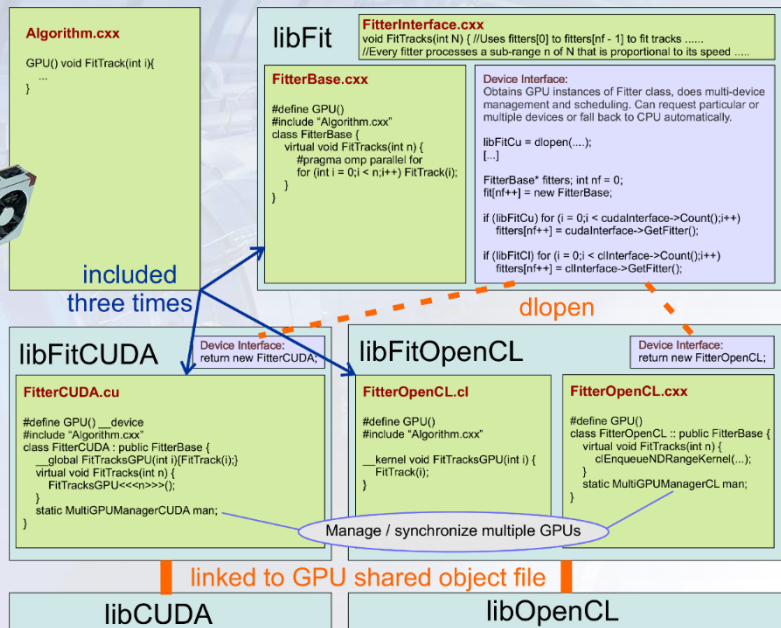 Algorithm.cxx
GPU() void FitTrack(int i){
...
}
libFit
FitterInterface.cxx
void FitTracks(int N) { //Uses fitters[0] to fitters[nf - 1] to fit tracks ......
//Every fitter processes a sub-range n of N that is proportional to its speed .....
FitterBase.cxx
#define GPU()
#include “Algorithm.cxx”
class FitterBase {
virtual void FitTracks(int n) {
#pragma omp parallel for
for (int i = 0;i < n;i++) FitTrack(i);
}
}
Device Interface:
Obtains GPU instances of Fitter class, does multi-device
management and scheduling. Can request particular or
multiple devices or fall back to CPU automatically.
libFitCu = dlopen(....);
[...]
FitterBase* fitters; int nf = 0;
fit[nf++] = new FitterBase;
if (libFitCu) for (i = 0;i < cudaInterface->Count();i++)
fitters[nf++] = cudaInterface->GetFitter();
if (libFitCl) for (i = 0;i < clInterface->Count();i++)
fitters[nf++] = clInterface->GetFitter();
included
three times
dlopen
libFitCUDA
Device Interface:
return new FitterCUDA;
FitterCUDA.cu
#define GPU() __device
#include “Algorithm.cxx”
class FitterCUDA : public FitterBase {
__global FitTracksGPU(int i){FitTrack(i);}
virtual void FitTracks(int n) {
FitTracksGPU<<<n>>>();
}
static MultiGPUManagerCUDA man;
}
libFitOpenCL
Device Interface:
return new FitterOpenCL;
FitterOpenCL.cl
#define GPU()
#include “Algorithm.cxx”
__kernel void FitTracksGPU(int i) {
FitTrack(i);
}
FitterOpenCL.cxx
#define GPU()
class FitterOpenCL :: public FitterBase {
virtual void FitTracks(int n) {
clEnqueueNDRangeKernel(...);
}
static MultiGPUManagerCL man;
}
Manage / synchronize multiple GPUs
linked to GPU shared object file
libCUDA
libOpenCL